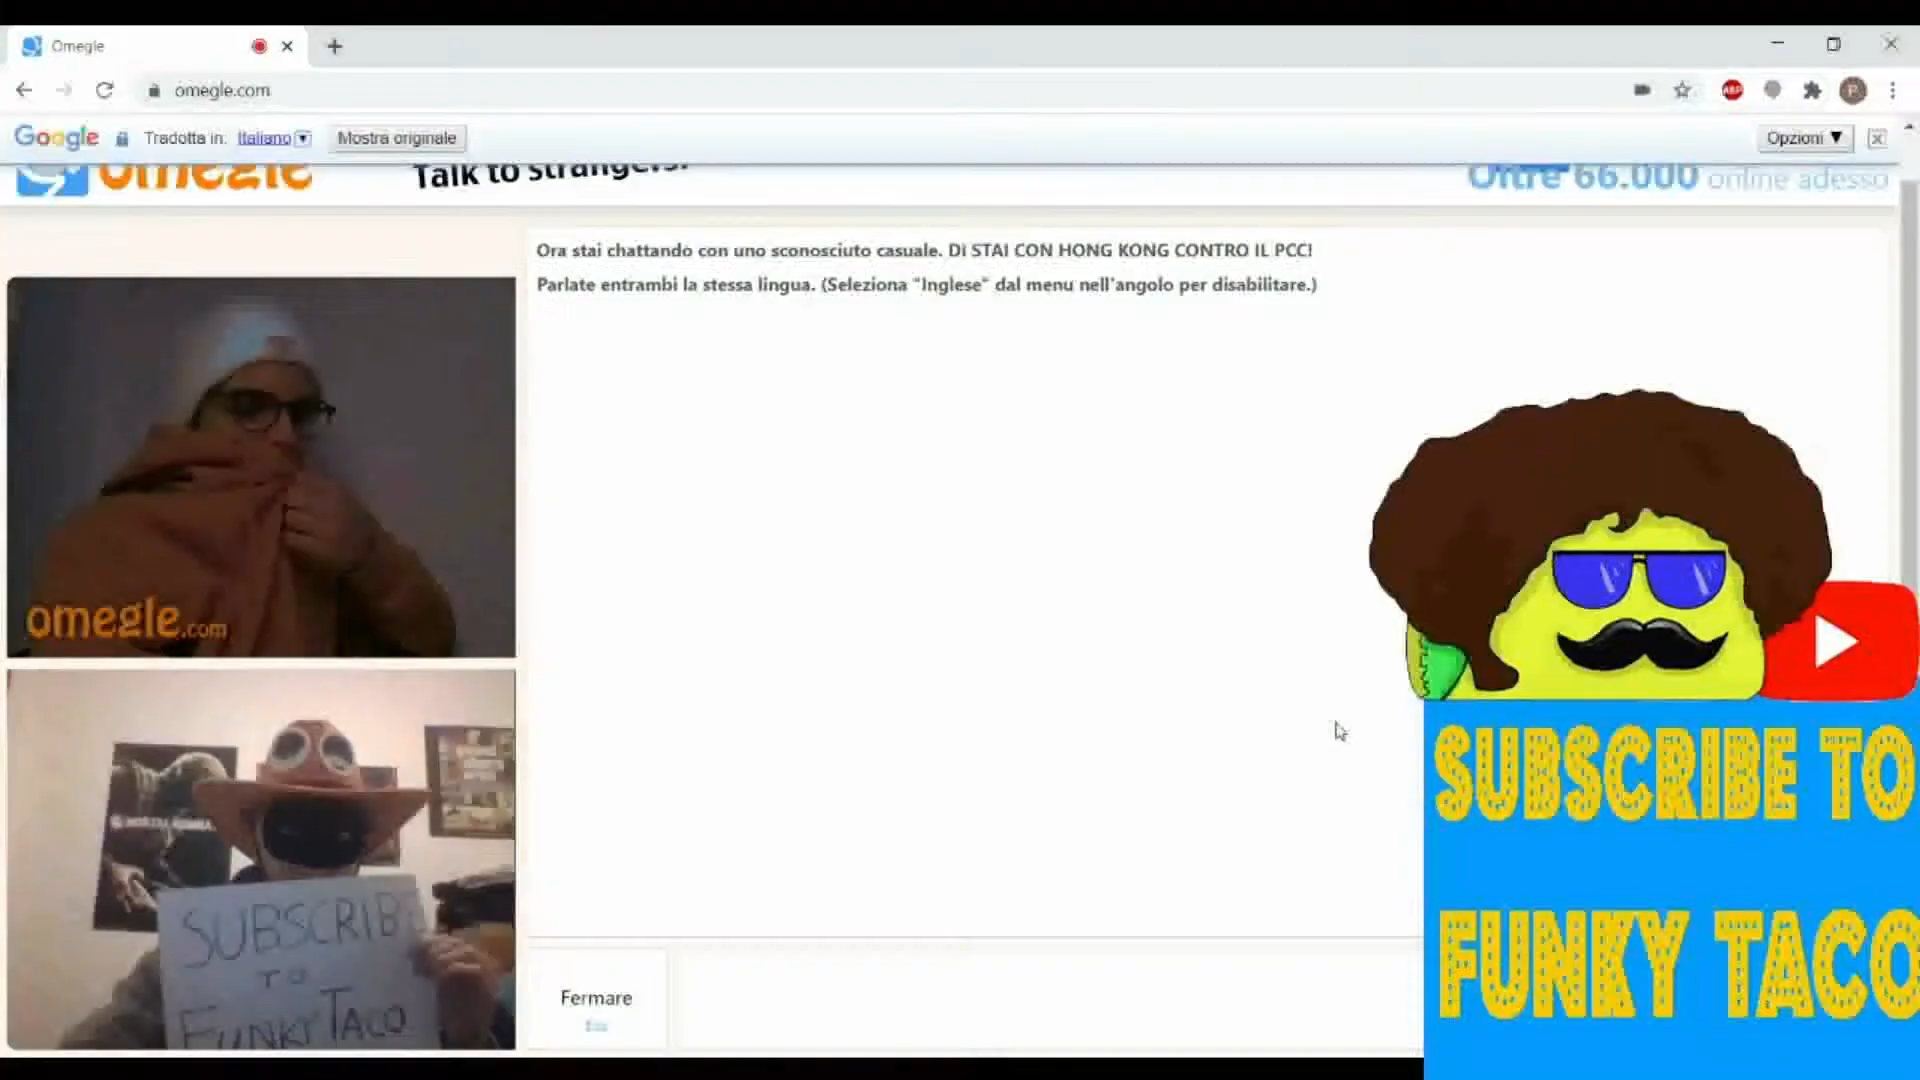 Omegle
omegle.com
ABP
P
Google Tradotta in: Italiano Mostra originale Opzioni ▼
omegle Talk to strangers! Oltre 66.000 online adesso
Ora stai chattando con uno sconosciuto casuale. Di STAI CON HONG KONG CONTRO IL PCC!
Parlate entrambi la stessa lingua. (Seleziona "Inglese" dal menu nell'angolo per disabilitare.)
omegle.com
SUBSCRIBE
TO
FUNKY TACO
Fermare
Esc
SUBSCRIBE TO
FUNKY TACO